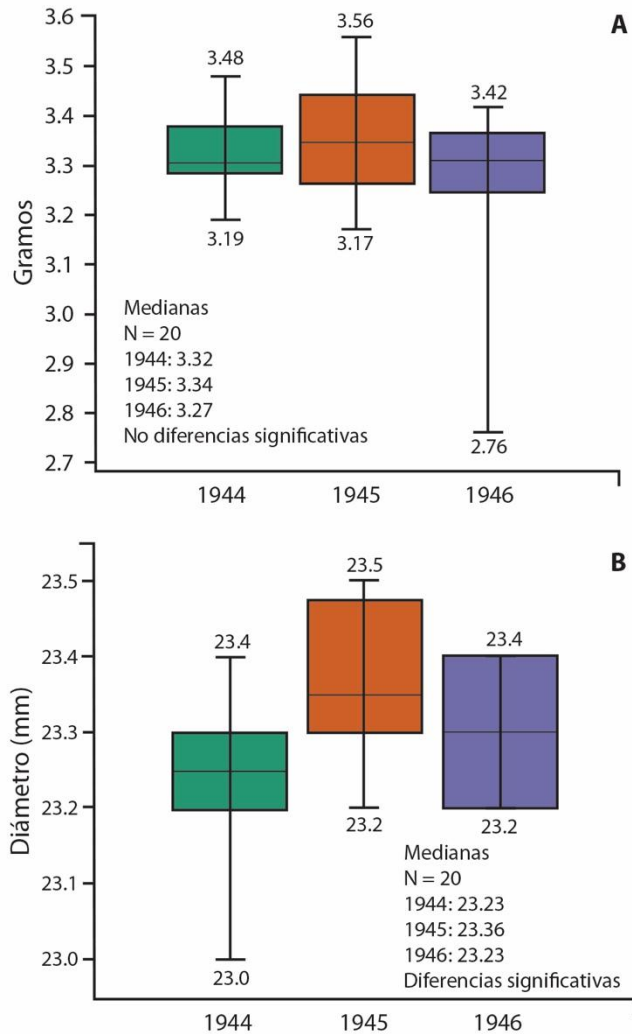 A
3.6
3.5
3.4
3.3
3.2
3.1
3.0
2.9
2.8
2.7
Gramos
3.48
3.56
3.42
3.19
3.17
2.76
Medianas
N = 20
1944: 3.32
1945: 3.34
1946: 3.27
No diferencias significativas
1944 1945 1946
B
23.5
23.4
23.3
23.2
23.1
23.0
Diámetro (mm)
23.4
23.5
23.4
23.0
23.2
23.2
Medianas
N = 20
1944: 23.23
1945: 23.36
1946: 23.23
Diferencias significativas
1944 1945 1946